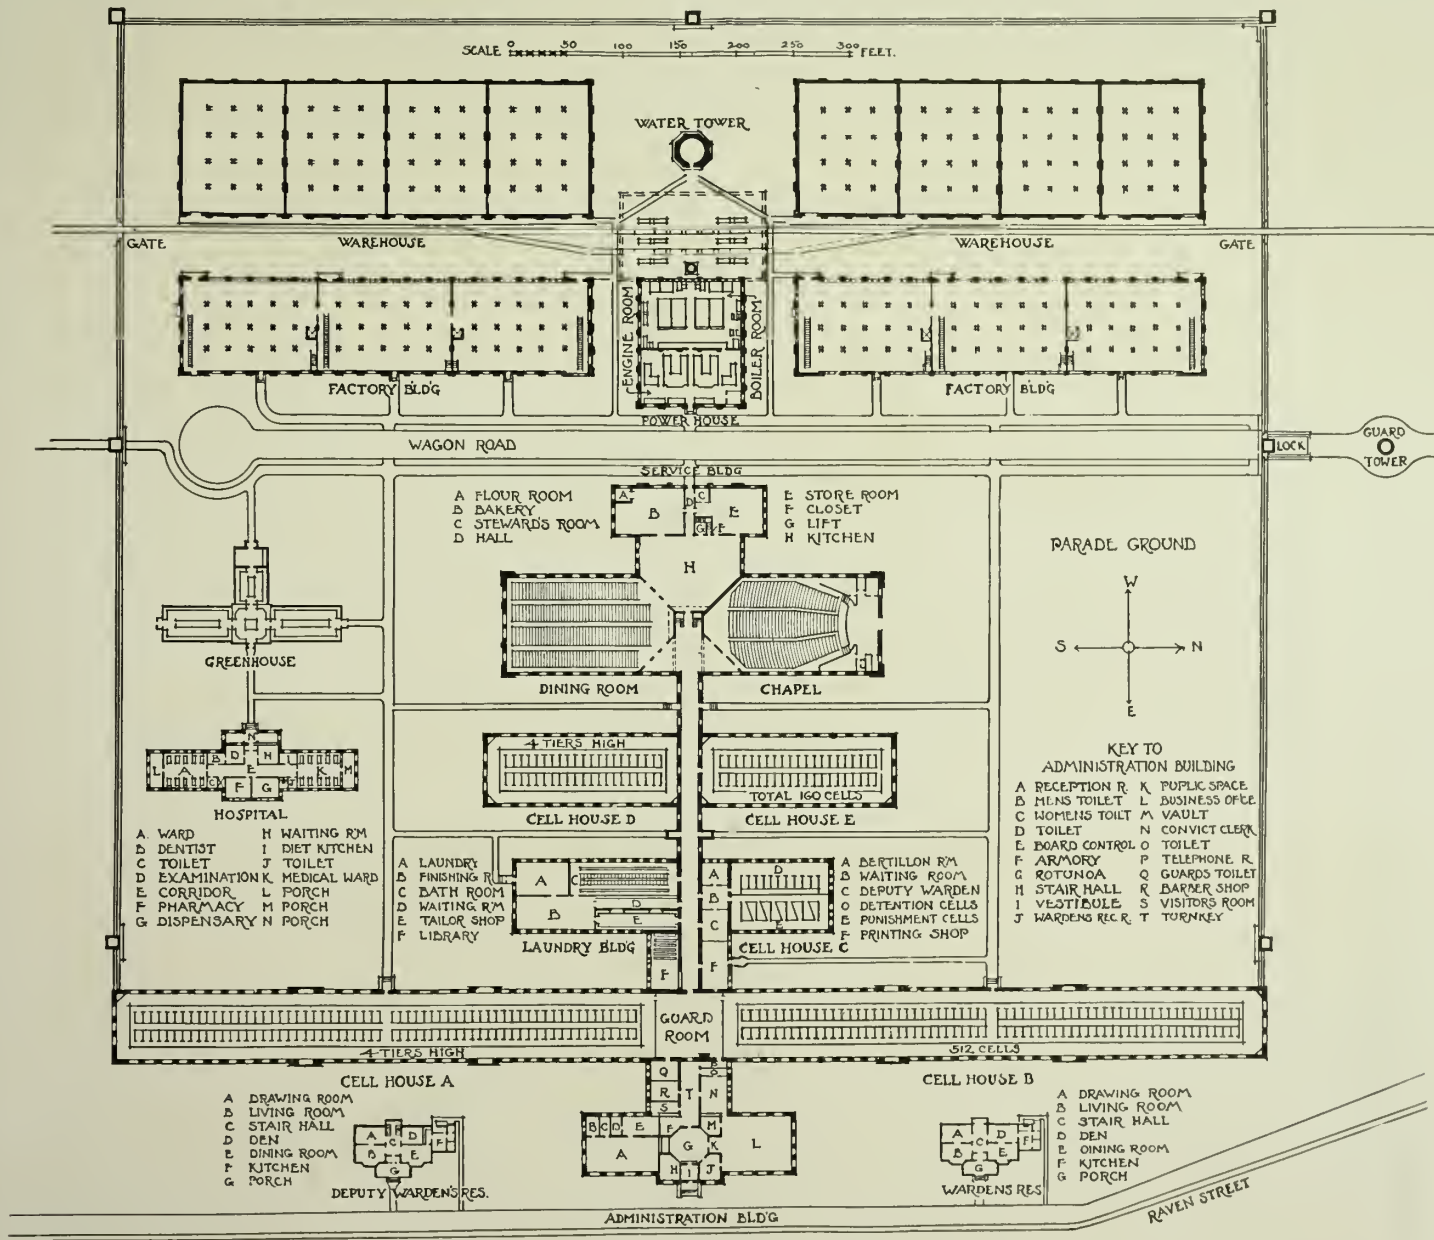 SCALE 0 50 100 150 200 250 300 FEET.
WATER TOWER
GATE
WAREHOUSE
WAREHOUSE
GATE
ENGINE ROOM
BOILER ROOM
FACTORY BL'D'G
FACTORY B'LD'G
POWER HOUSE
WAGON ROAD
LOCK
GUARD
TOWER
SERVICE BLDG
A FLOUR ROOM
B BAKERY
C STEWARD'S ROOM
D HALL
A
B
D
C
E
G
F
H
E STORE ROOM
F CLOSET
G LIFT
H KITCHEN
PARADE GROUND
W
S
N
E
GREENHOUSE
DINING ROOM
CHAPEL
4 TIERS HIGH
TOTAL 160 CELLS
CELL HOUSE D
CELL HOUSE E
N
D
H
L
A
B
C
E
K
M
F
G
HOSPITAL
A. WARD
B DENTIST
C TOILET
D EXAMINATION
E CORRIDOR
F PHARMACY
G DISPENSARY
H WAITING R'M
I DIET KITCHEN
J TOILET
K MEDICAL WARD
L PORCH
M PORCH
N PORCH
KEY TO
ADMINISTRATION BUILDING
A RECEPTION R.
B MENS TOILET
C WOMENS TOILT
D TOILET
E BOARD CONTROL
F ARMORY
G ROTUNOA
H STAIR HALL
I VESTIBULE
J WARDENS REC R.
K PUPLIC SPACE
L BUSINESS OF'CE
M VAULT
N CONVICT CLERK
O TOILET
P TELEPHONE R.
Q GUARDS TOILET
R BARBER SHOP
S VISITORS ROOM
T TURNKEY
A LAUNDRY
B FINISHING R.
C BATH ROOM
D WAITING R'M
E TAILOR SHOP
F LIBRARY
A
C
B
D
E
F
LAUNDRY BLDG
A
B
C
F
D
E
CELL HOUSE C
A BERTILLON R'M
B WAITING ROOM
C DEPUTY WARDEN
O DETENTION CELLS
E PUNISHMENT CELLS
F PRINTING SHOP
GUARD
ROOM
4 TIERS HIGH
512 CELLS
CELL HOUSE A
CELL HOUSE B
A DRAWING ROOM
B LIVING ROOM
C STAIR HALL
D DEN
E DINING ROOM
F KITCHEN
G PORCH
A
C
D
F
B
E
G
DEPUTY WARDEN'S RES.
Q
R
S
T
P
O
N
B C D E
F
M
A
G
K
L
H
I
J
A
D
C
F
B
E
G
WARDENS RES
A DRAWING ROOM
B LIVING ROOM
C STAIR HALL
D DEN
E OINING ROOM
F KITCHEN
G PORCH
ADMINISTRATION BLD'G
RAVEN STREET